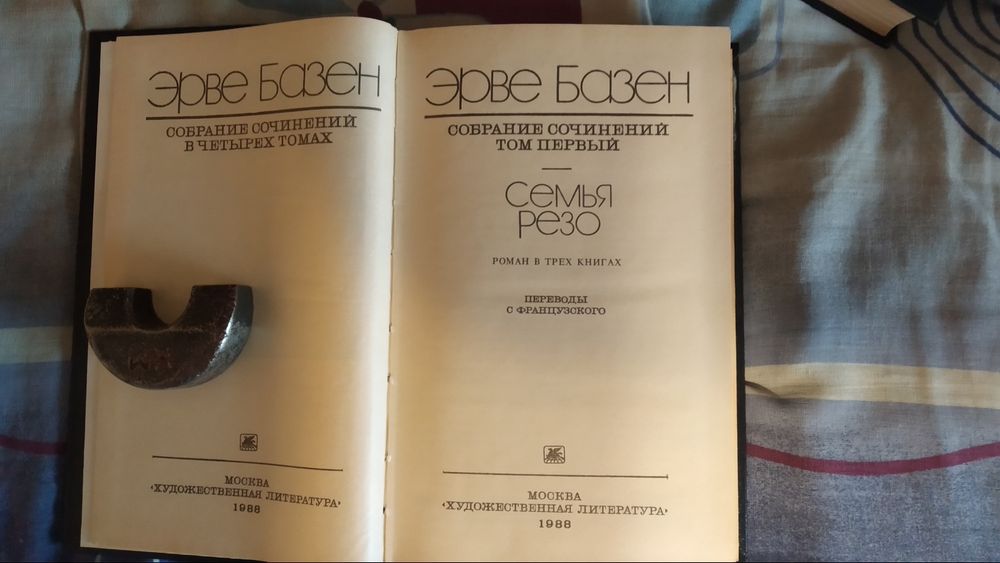 Эрве Базен
СОБРАНИЕ СОЧИНЕНИЙ
В ЧЕТЫРЕХ ТОМАХ
МОСКВА
«ХУДОЖЕСТВЕННАЯ ЛИТЕРАТУРА»
1988
Эрве Базен
СОБРАНИЕ СОЧИНЕНИЙ
ТОМ ПЕРВЫЙ
Семья
Резо
РОМАН В ТРЕХ КНИГАХ
ПЕРЕВОДЫ
С ФРАНЦУЗСКОГО
МОСКВА
«ХУДОЖЕСТВЕННАЯ ЛИТЕРАТУРА»
1988